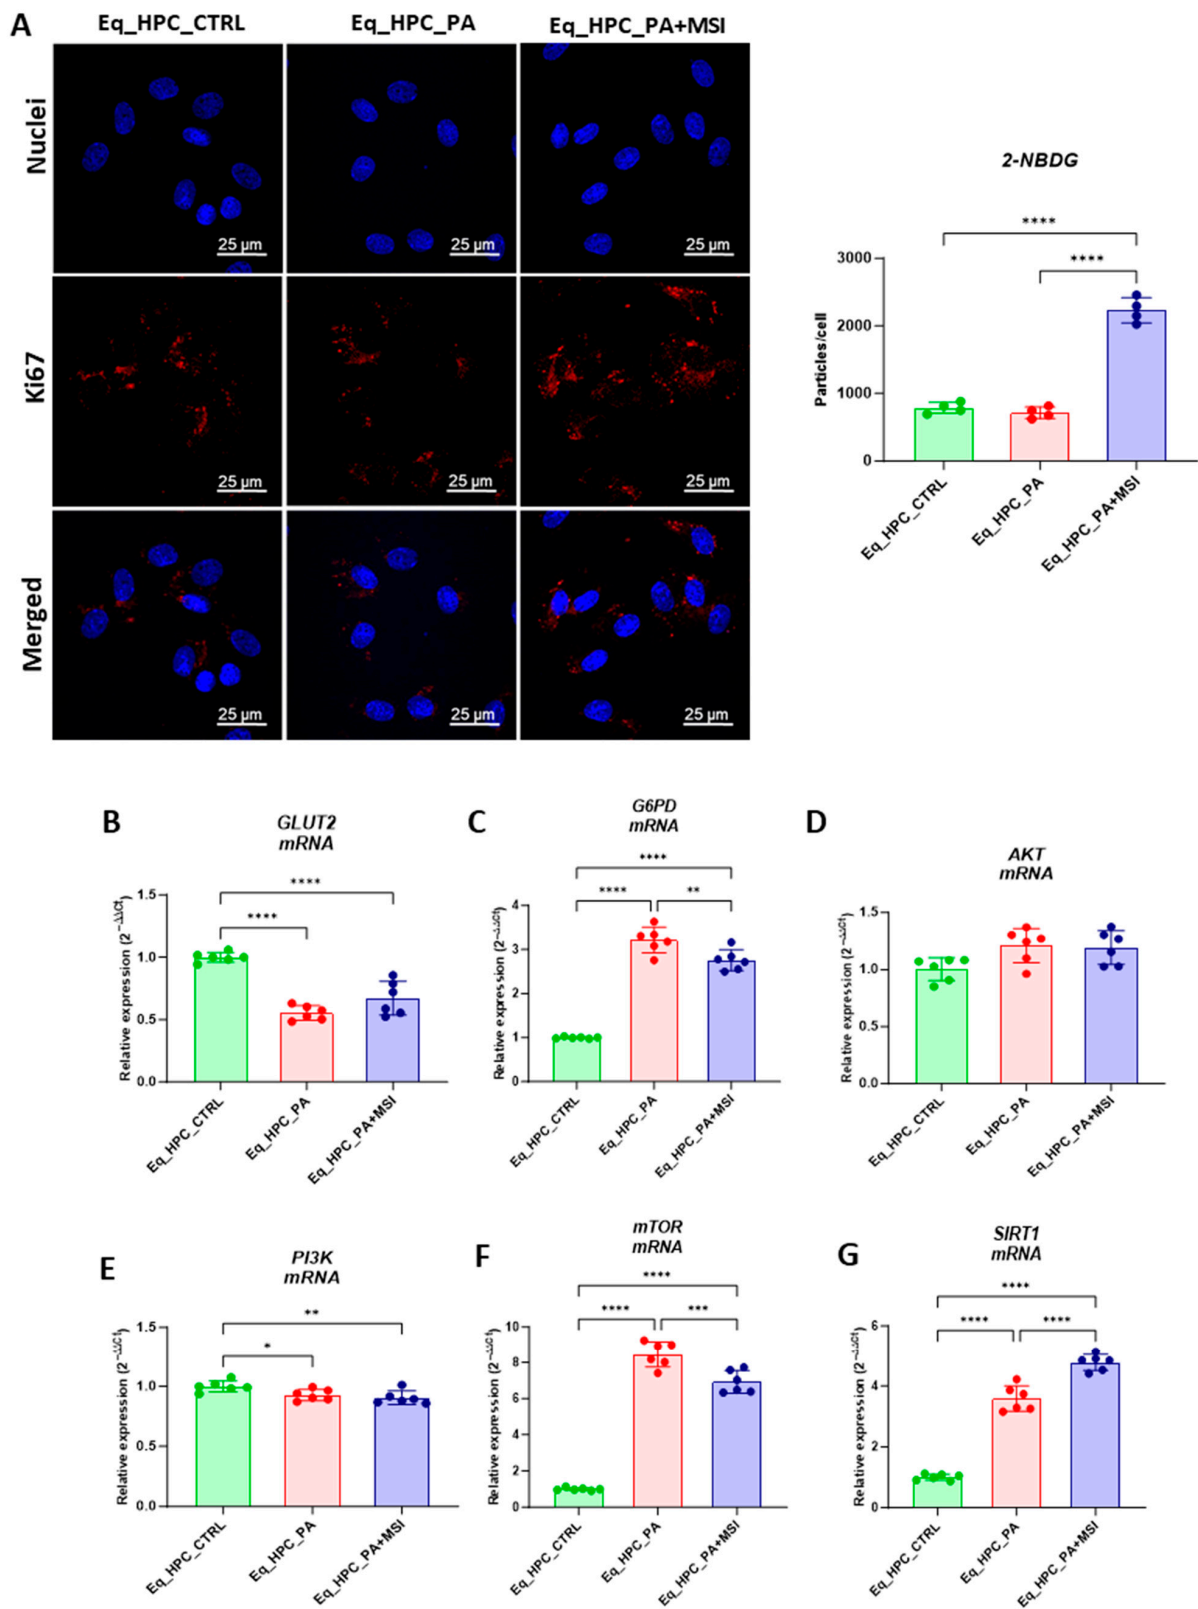 A
Eq_HPC_CTRL
Eq_HPC_PA
Eq_HPC_PA+MSI
Nuclei
25 µm
25 µm
25 µm
Ki67
25 µm
25 µm
25 µm
Merged
25 µm
25 µm
25 µm
2-NBDG
****
****
Particles/cell
3000
2000
1000
0
Eq_HPC_CTRL
Eq_HPC_PA
Eq_HPC_PA+MSI
B
GLUT2
mRNA
****
****
Relative expression (2^-ΔΔCt)
1.5
1.0
0.5
0.0
Eq_HPC_CTRL
Eq_HPC_PA
Eq_HPC_PA+MSI
C
G6PD
mRNA
****
****
**
Relative expression (2^-ΔΔCt)
4
3
2
1
0
Eq_HPC_CTRL
Eq_HPC_PA
Eq_HPC_PA+MSI
D
AKT
mRNA
Relative expression (2^-ΔΔCt)
1.5
1.0
0.5
0.0
Eq_HPC_CTRL
Eq_HPC_PA
Eq_HPC_PA+MSI
E
PI3K
mRNA
**
*
Relative expression (2^-ΔΔCt)
1.5
1.0
0.5
0.0
Eq_HPC_CTRL
Eq_HPC_PA
Eq_HPC_PA+MSI
F
mTOR
mRNA
****
****
***
Relative expression (2^-ΔΔCt)
10
8
6
4
2
0
Eq_HPC_CTRL
Eq_HPC_PA
Eq_HPC_PA+MSI
G
SIRT1
mRNA
****
****
****
Relative expression (2^-ΔΔCt)
6
4
2
0
Eq_HPC_CTRL
Eq_HPC_PA
Eq_HPC_PA+MSI